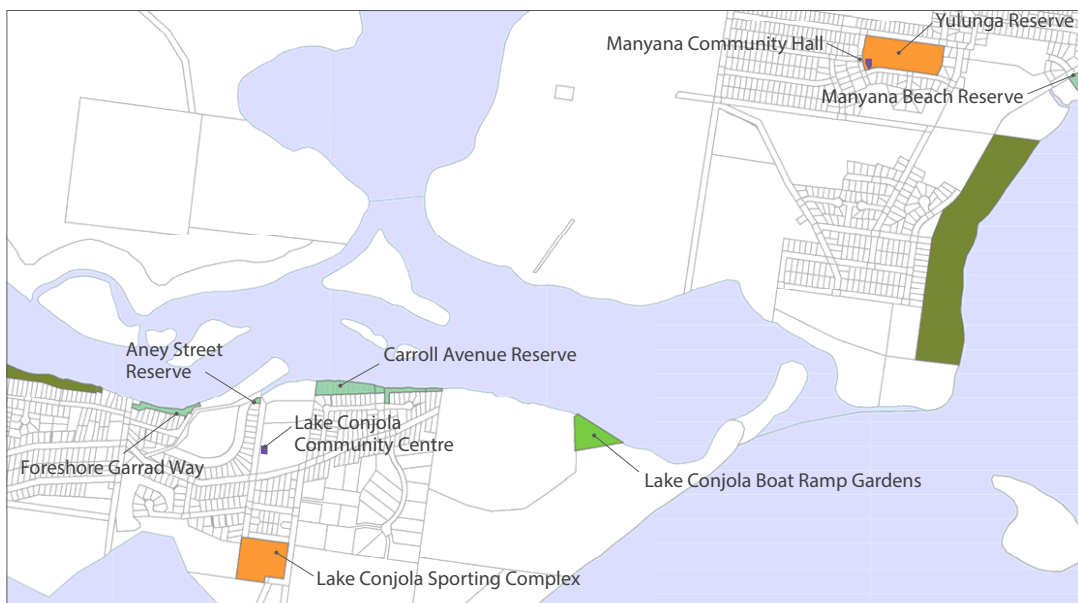 Yulunga Reserve
Manyana Community Hall
Manyana Beach Reserve
Aney Street
Reserve
Carroll Avenue Reserve
Lake Conjola
Community Centre
Foreshore Garrad Way
Lake Conjola Boat Ramp Gardens
Lake Conjola Sporting Complex